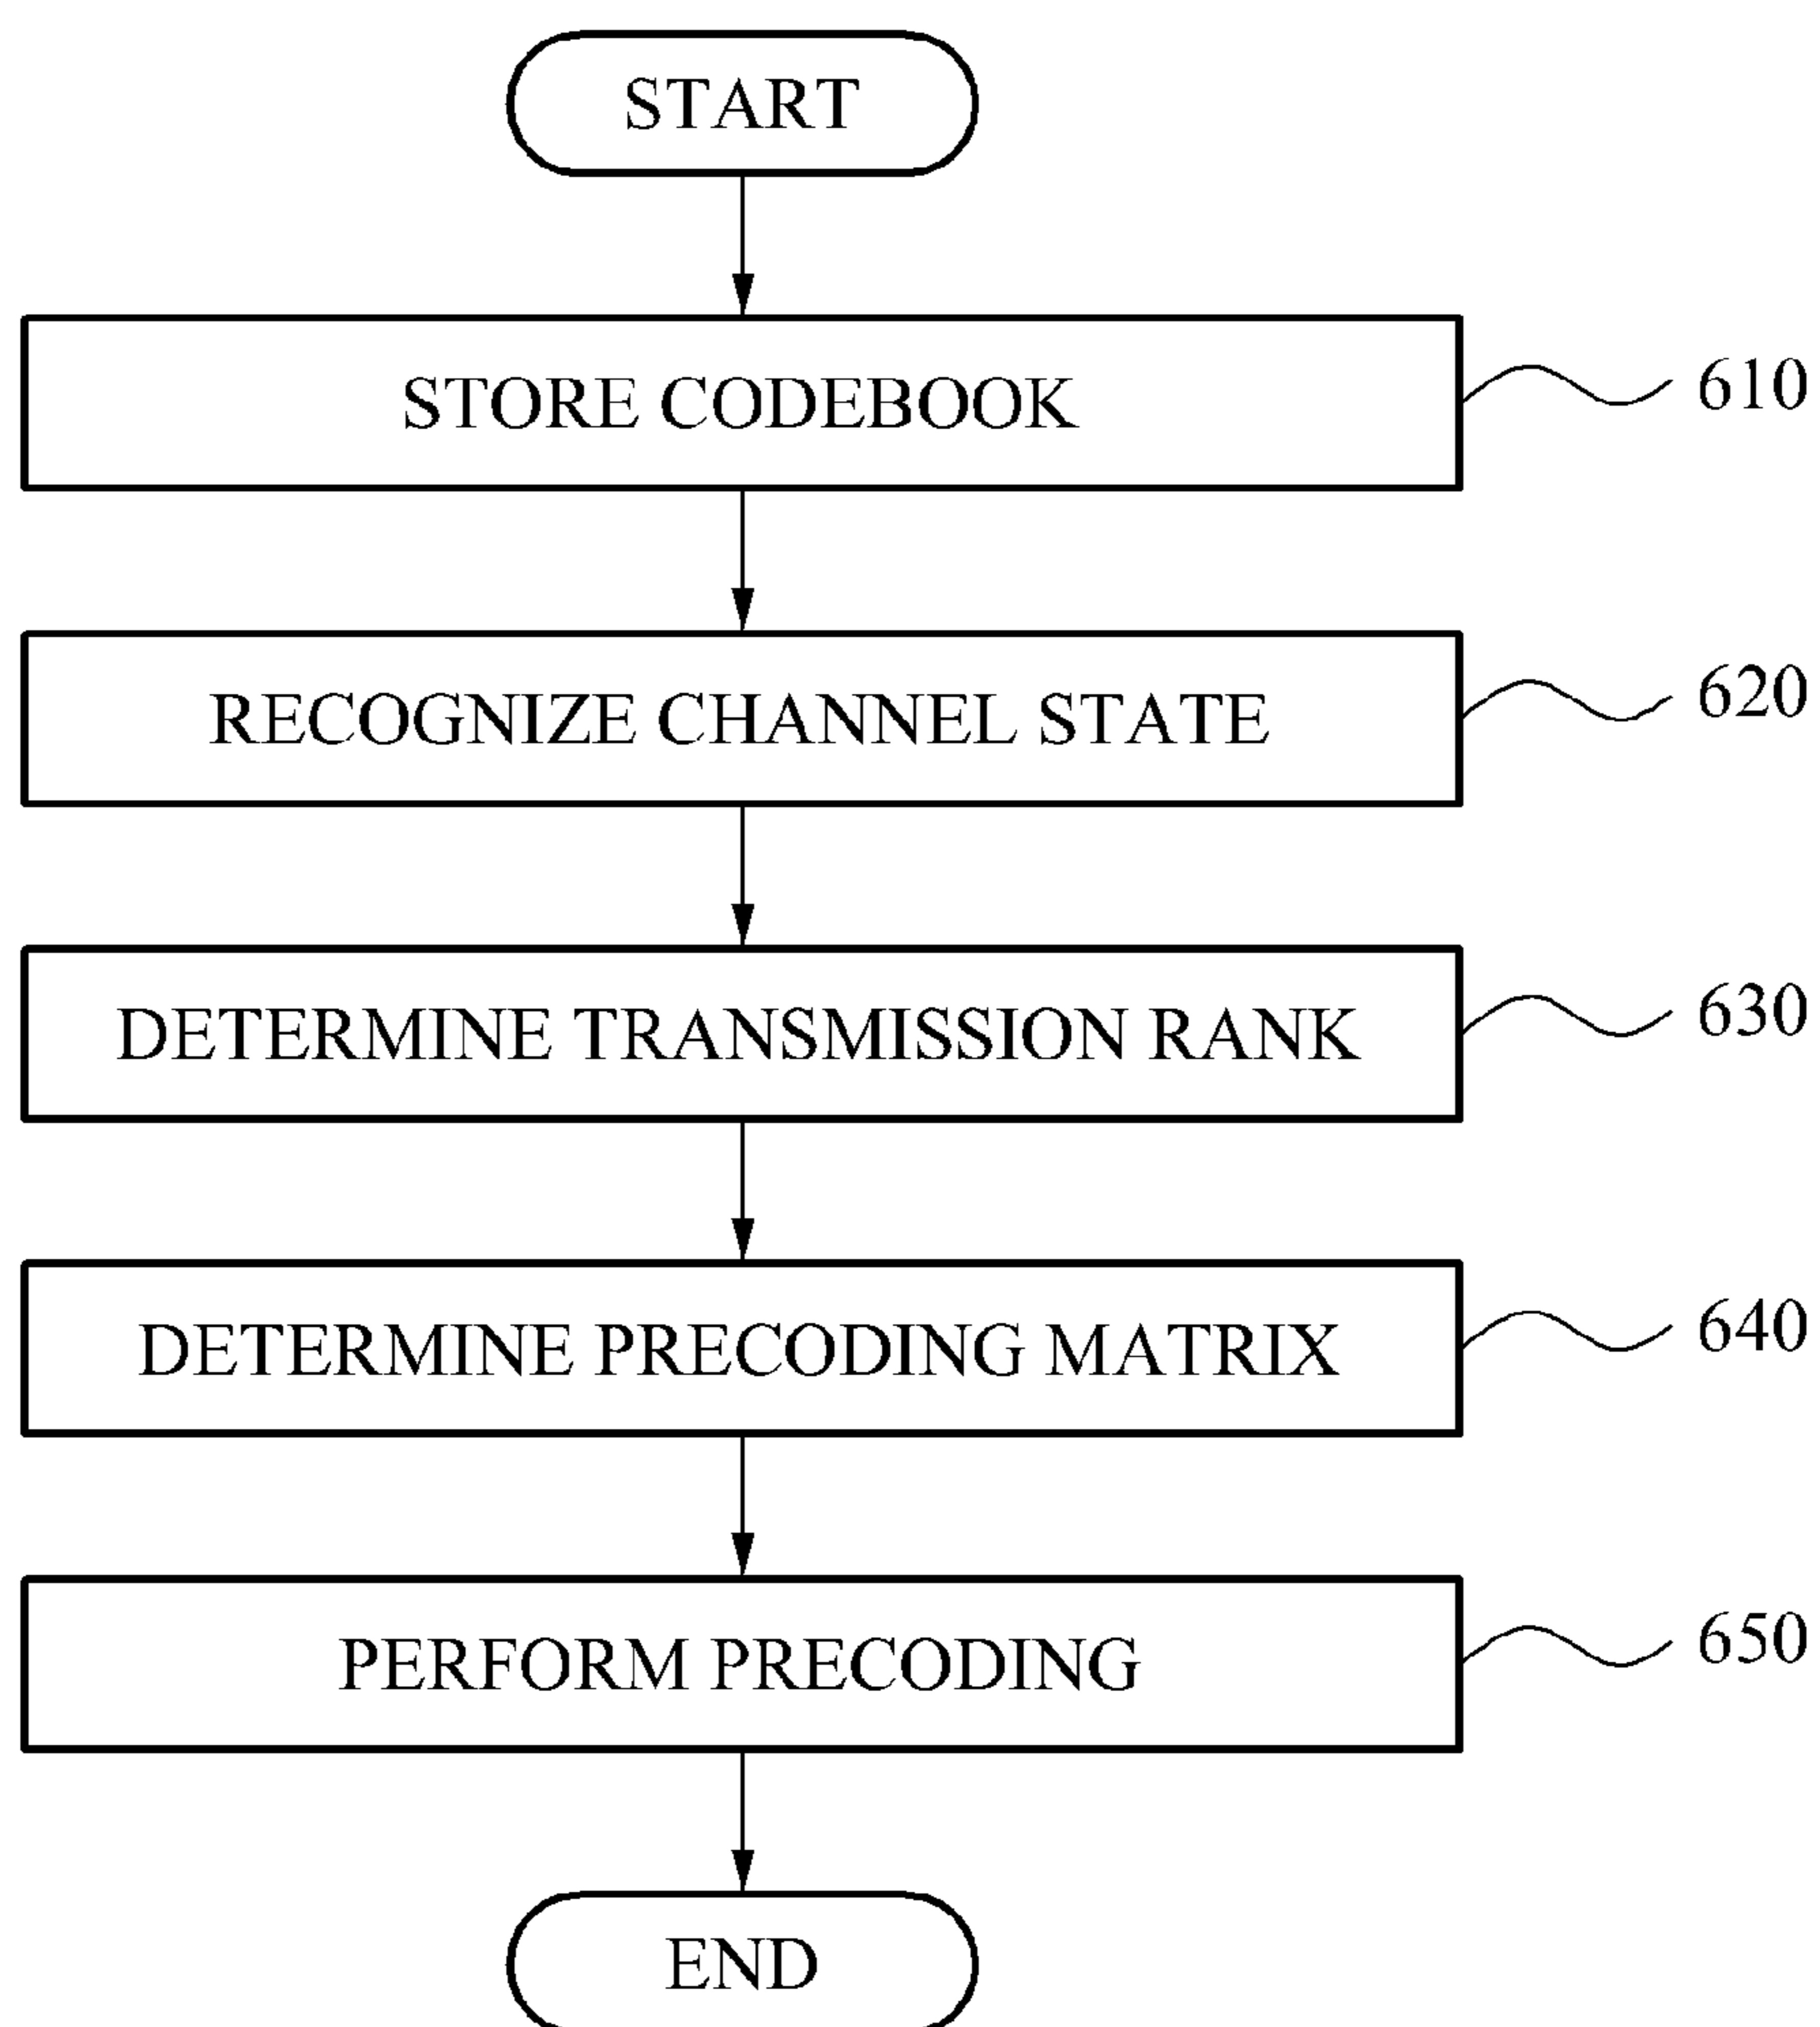 START
STORE CODEBOOK
610
RECOGNIZE CHANNEL STATE
620
DETERMINE TRANSMISSION RANK
630
DETERMINE PRECODING MATRIX
640
PERFORM PRECODING
650
END